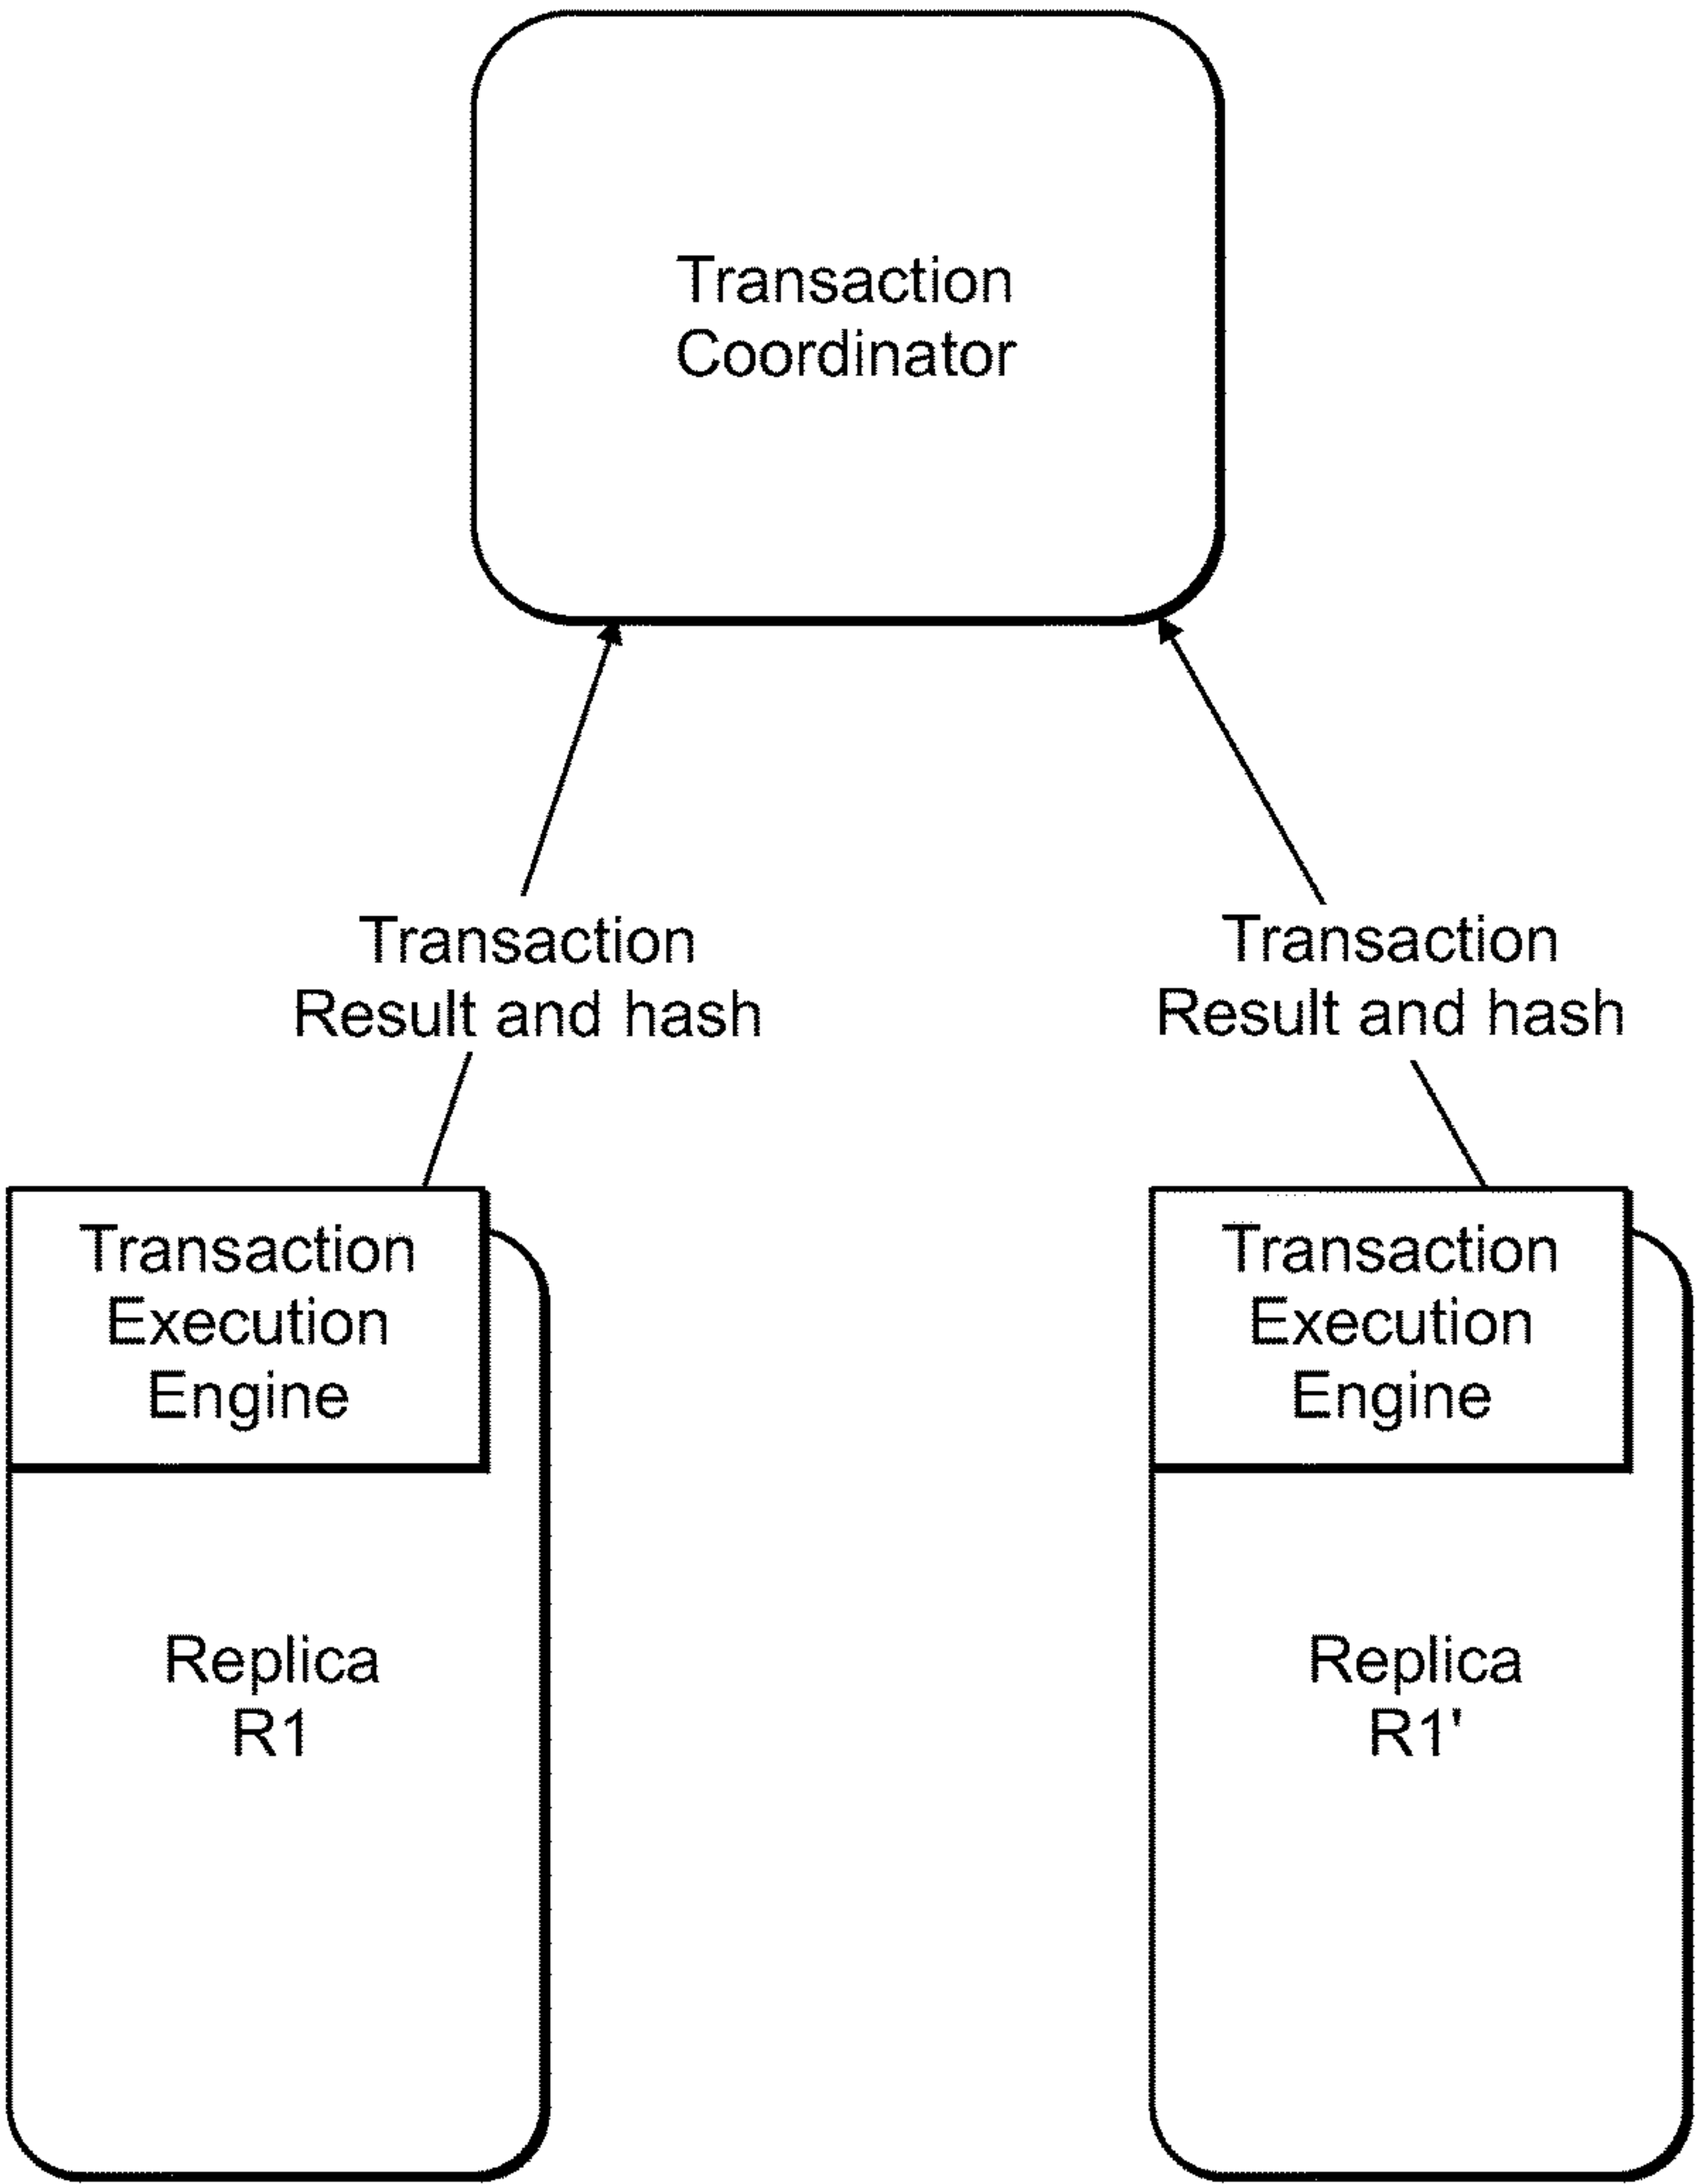 Transaction
Coordinator
Transaction
Result and hash
Transaction
Result and hash
Transaction
Execution
Engine
Replica
R1
Transaction
Execution
Engine
Replica
R1'